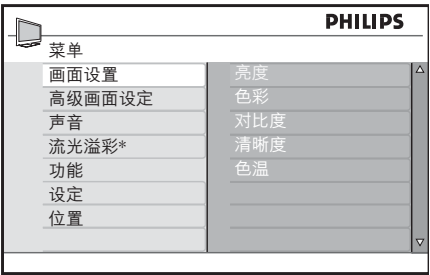 PHILIPS
菜单
画面设置
高级画面设定
声音
流光溢彩*
功能
设定
位置
亮度
色彩
对比度
清晰度
色温